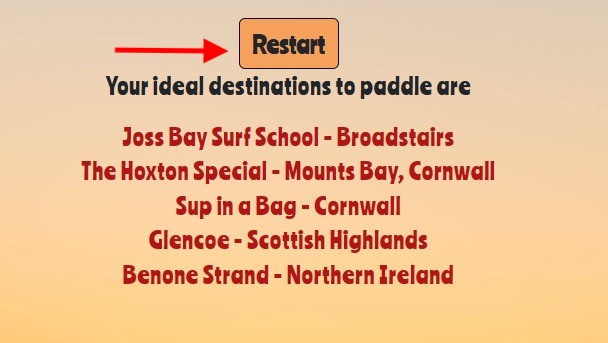 Restart
Your ideal destinations to paddle are
Joss Bay Surf School - Broadstairs
The Hoxton Special - Mounts Bay, Cornwall
Sup in a Bag - Cornwall
Glencoe - Scottish Highlands
Benone Strand - Northern Ireland